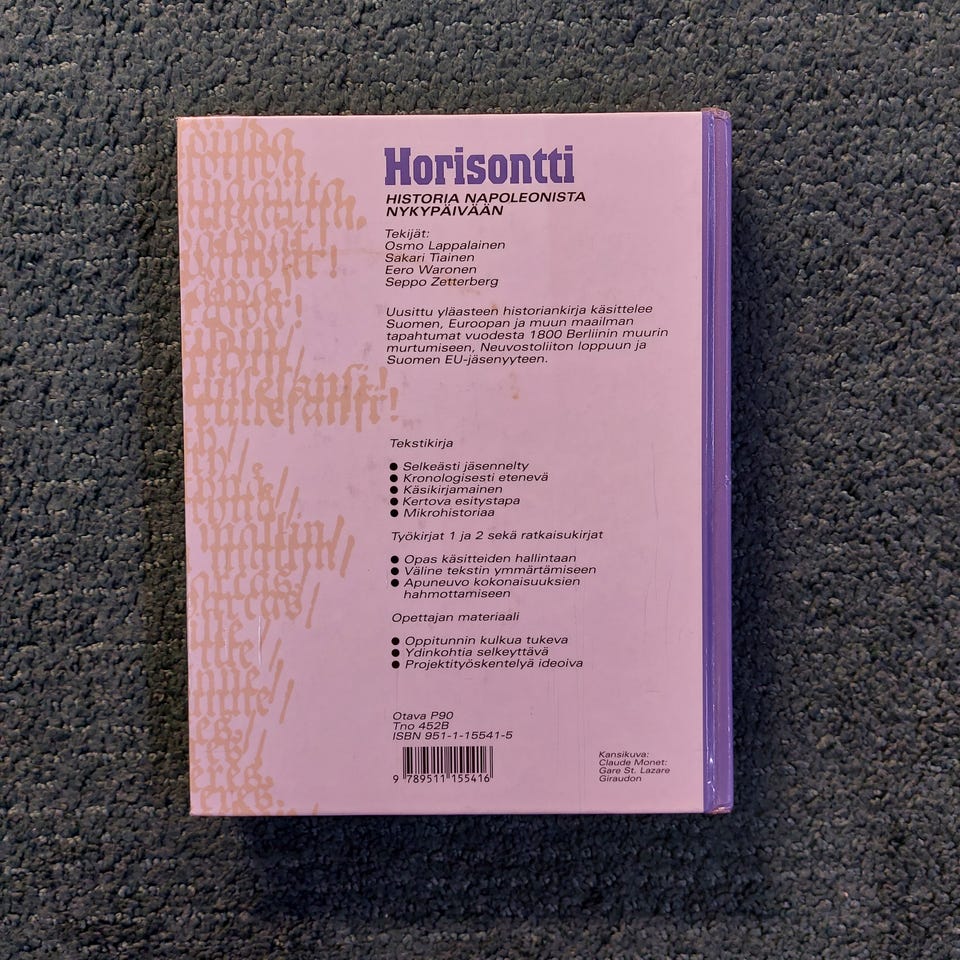 Horisontti
HISTORIA NAPOLEONISTA
NYKYPÄIVÄÄN
Tekijät:
Osmo Lappalainen
Sakari Tiainen
Eero Waronen
Seppo Zetterberg
Uusittu yläasteen historiankirja käsittelee
Suomen, Euroopan ja muun maailman
tapahtumat vuodesta 1800 Berliinin muurin
murtumiseen, Neuvostoliiton loppuun ja
Suomen EU-jäsenyyteen.
Tekstikirja
● Selkeästi jäsennelty
● Kronologisesti etenevä
● Käsikirjamainen
● Kertova esitystapa
● Mikrohistoriaa
Työkirjat 1 ja 2 sekä ratkaisukirjat
● Opas käsitteiden hallintaan
● Väline tekstin ymmärtämiseen
● Apuneuvo kokonaisuuksien
hahmottamiseen
Opettajan materiaali
● Oppitunnin kulkua tukeva
● Ydinkohtia selkeyttävä
● Projektityöskentelyä ideoiva
Otava P90
Tno 452B
ISBN 951-1-15541-5
9 789511 155416
Kansikuva:
Claude Monet:
Gare St. Lazare
Giraudon